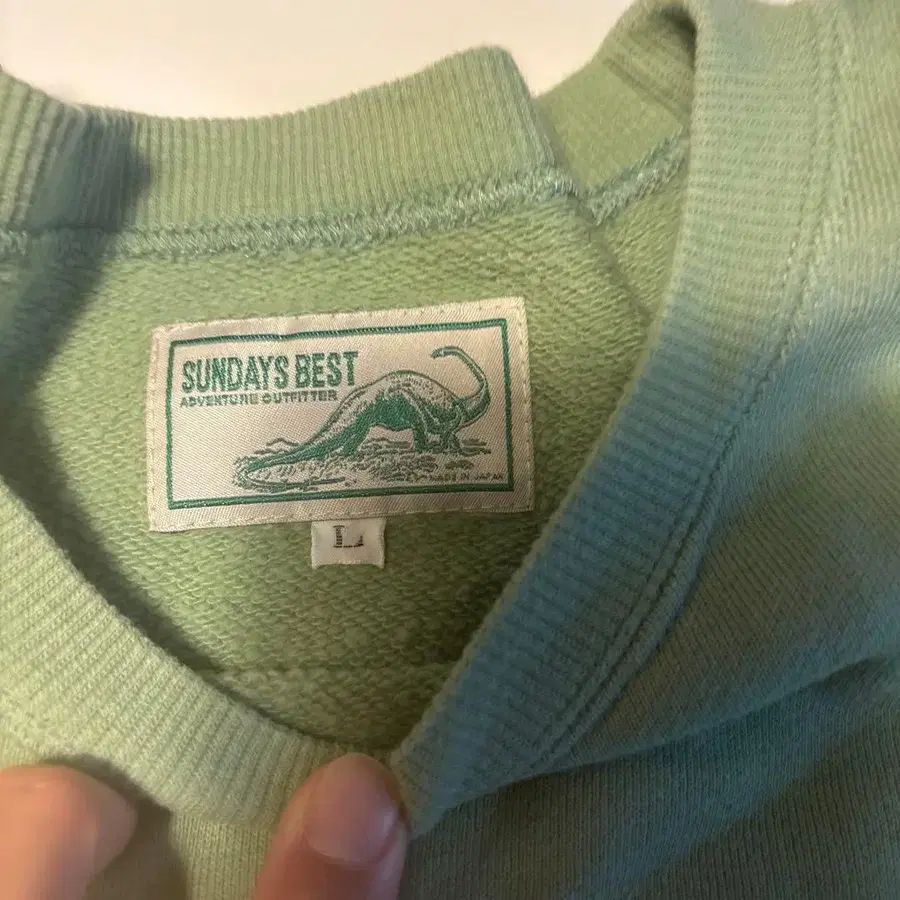 SUNDAYS BEST
ADVENTURE OUTFITTER
MADE IN JAPAN
L